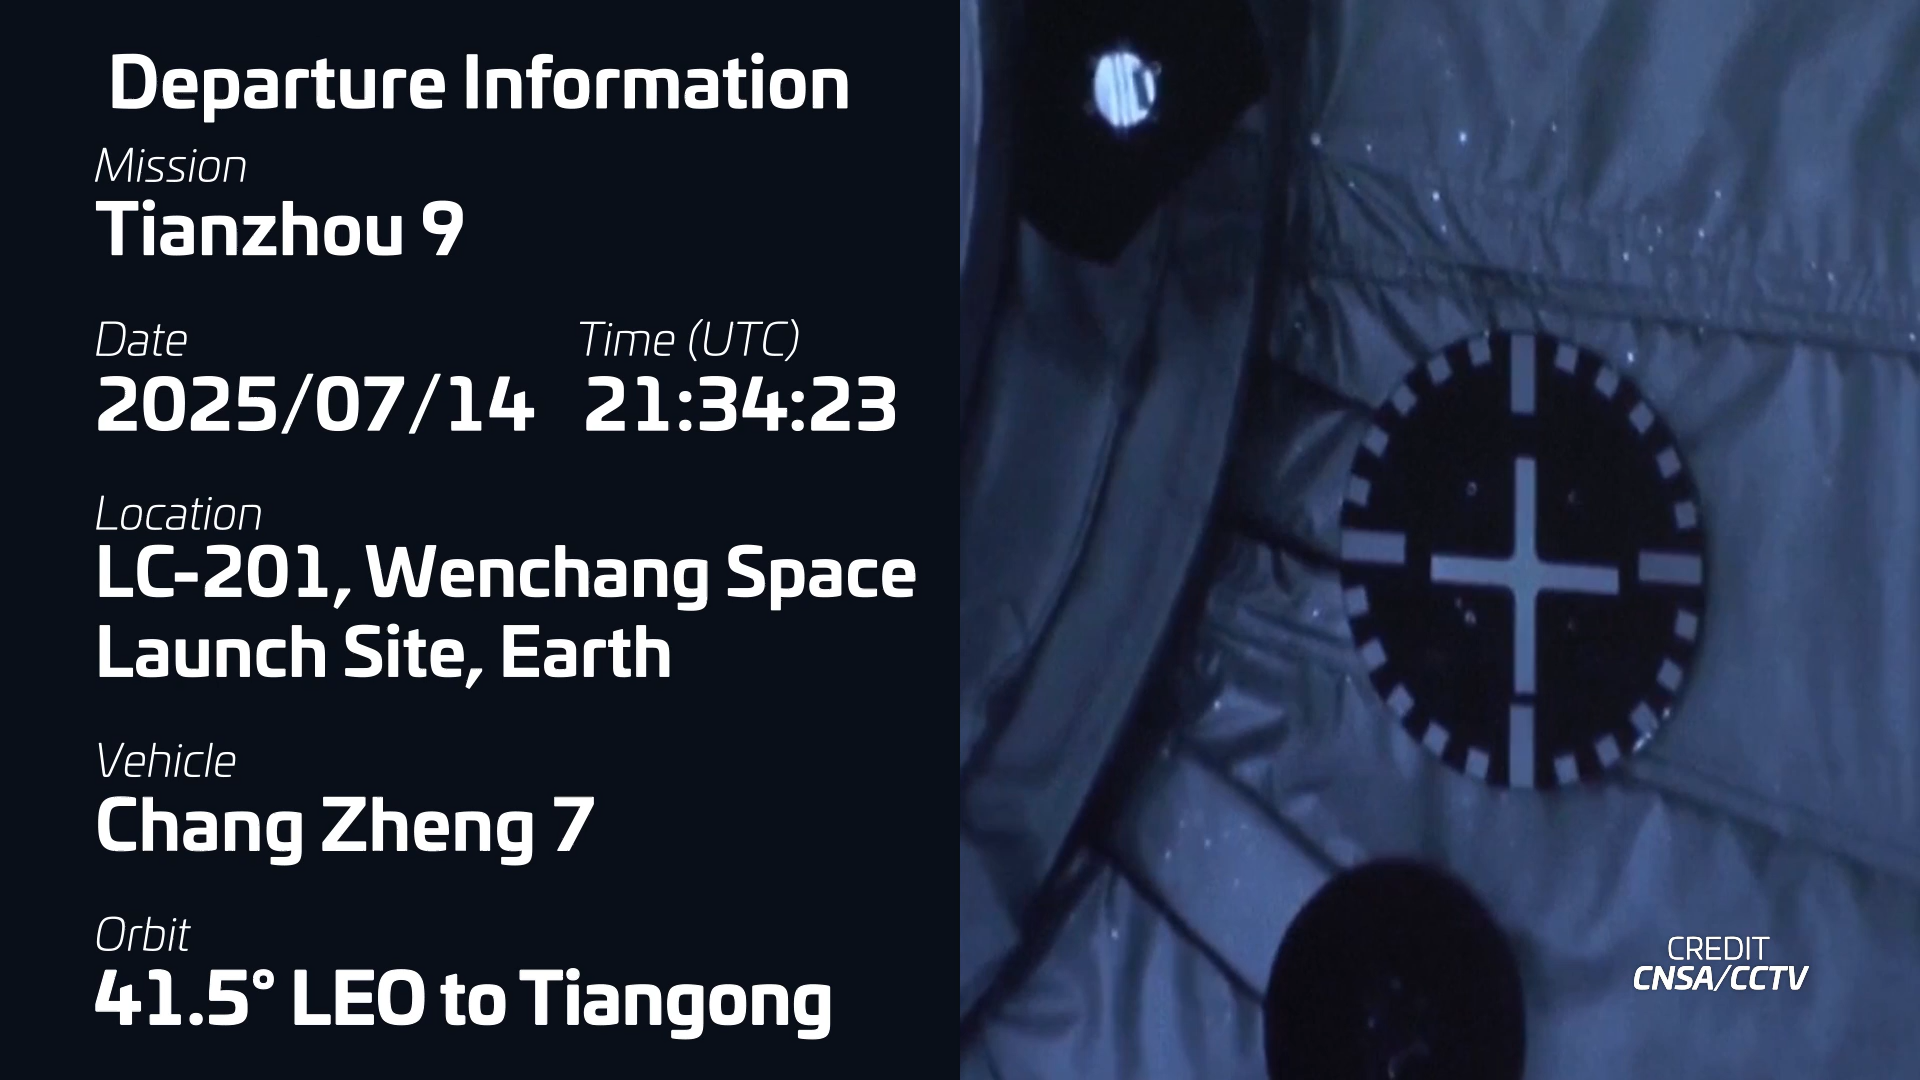 Departure Information
Mission
Tianzhou 9
Date
2025/07/14
Time (UTC)
21:34:23
Location
LC-201, Wenchang Space
Launch Site, Earth
Vehicle
Chang Zheng 7
Orbit
41.5° LEO to Tiangong
CREDIT
CNSA/CCTV